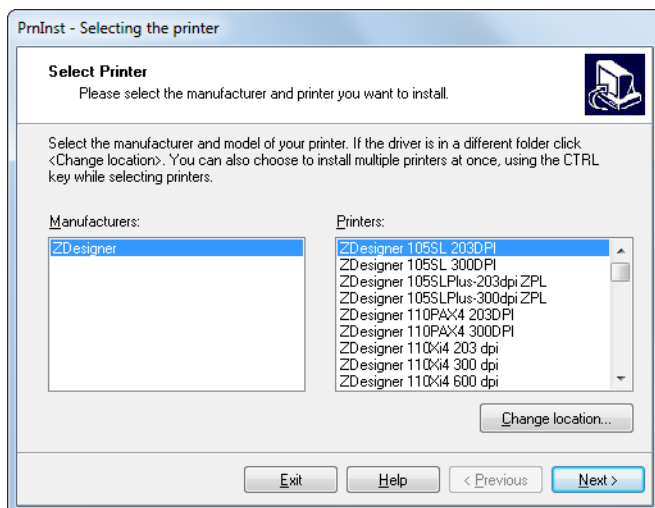 PrnInst - Selecting the printer
Select Printer
Please select the manufacturer and printer you want to install.
Select the manufacturer and model of your printer. If the driver is in a different folder click
<Change location>. You can also choose to install multiple printers at once, using the CTRL
key while selecting printers.
Manufacturers:
ZDesigner
Printers:
ZDesigner 105SL 203DPI
ZDesigner 105SL 300DPI
ZDesigner 105SLPlus-203dpi ZPL
ZDesigner 105SLPlus-300dpi ZPL
ZDesigner 110PAX4 203DPI
ZDesigner 110PAX4 300DPI
ZDesigner 110Xi4 203 dpi
ZDesigner 110Xi4 300 dpi
ZDesigner 110Xi4 600 dpi
Change location...
Exit
Help
< Previous
Next >